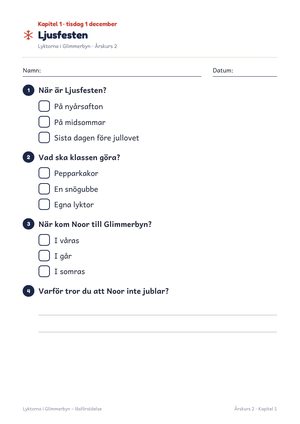 Kapitel 1 · tisdag 1 december
Ljusfesten
Lyktorna i Glimmerbyn · Årskurs 2
Namn:
Datum:
1 När är Ljusfesten?
På nyårsafton
På midsommar
Sista dagen före jullovet
2 Vad ska klassen göra?
Pepparkakor
En snögubbe
Egna lyktor
3 När kom Noor till Glimmerbyn?
I våras
I går
I somras
4 Varför tror du att Noor inte jublar?
Lyktorna i Glimmerbyn – läsförståelse
Årskurs 2 · Kapitel 1